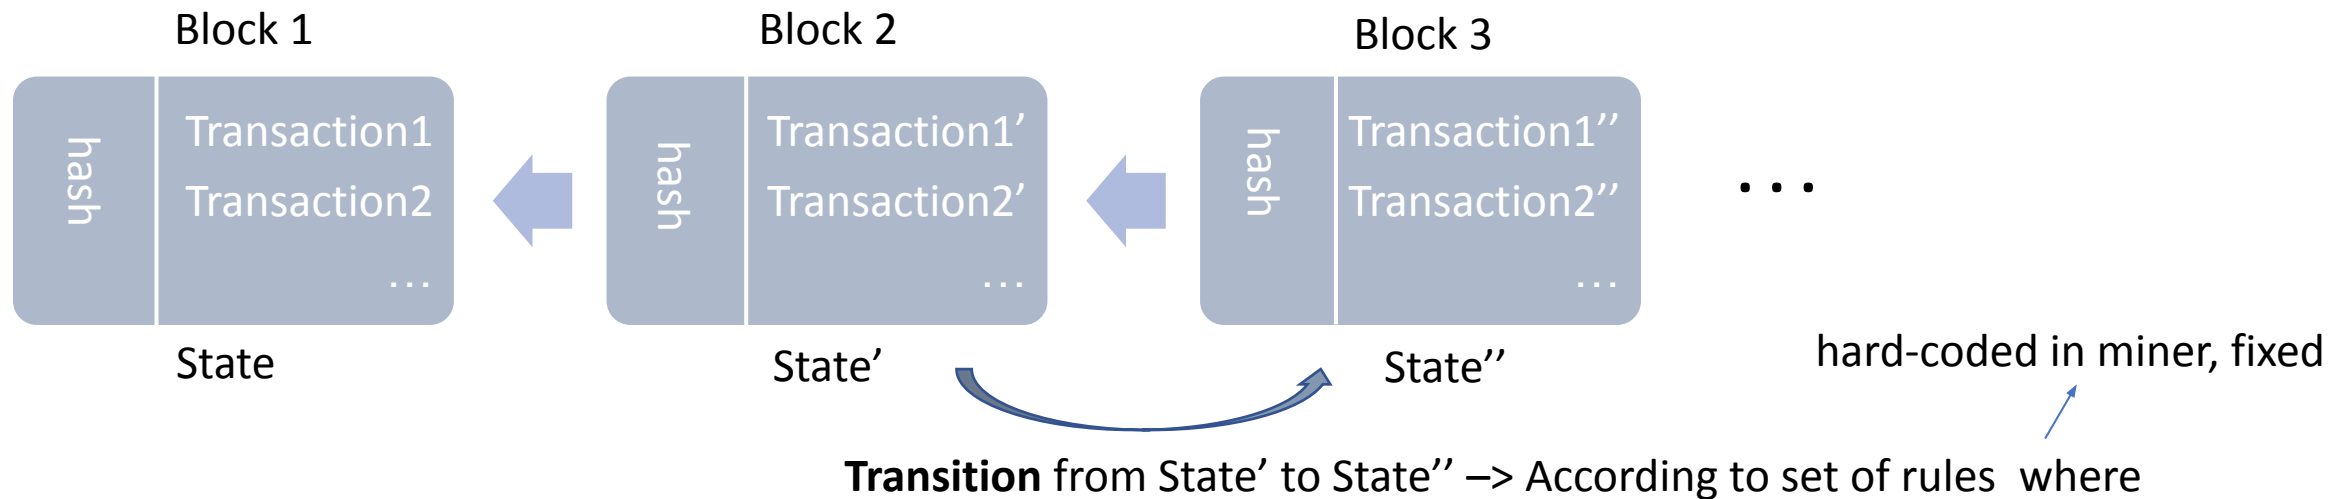 Block 1
Block 2
Block 3
hash
Transaction1
Transaction2
...
hash
Transaction1’
Transaction2’
...
hash
Transaction1’’
Transaction2’’
...
...
State
State’
State’’
hard-coded in miner, fixed
Transition from State’ to State’’ –> According to set of rules where